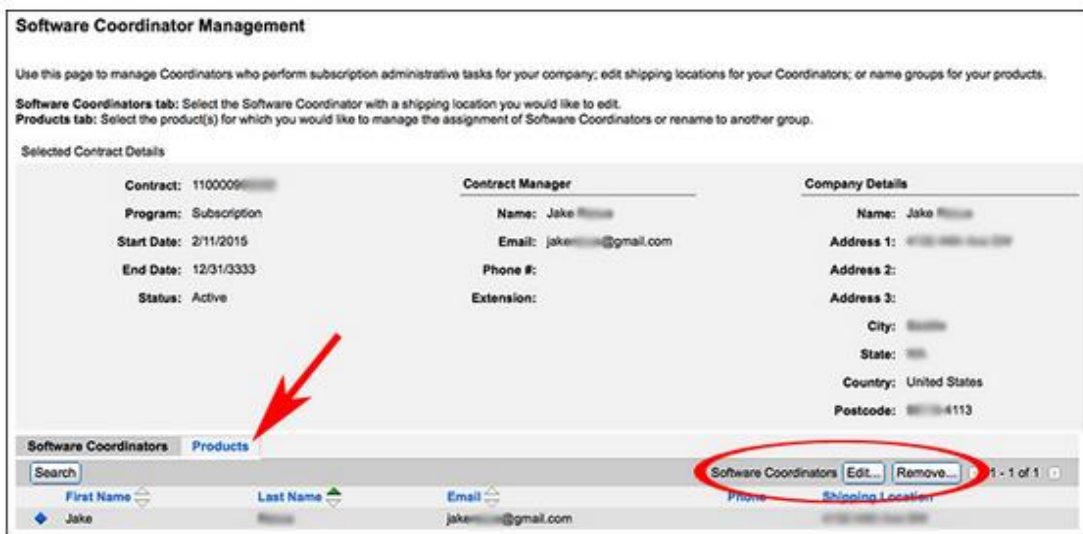 Software Coordinator Management
Use this page to manage Coordinators who perform subscription administrative tasks for your company; edit shipping locations for your Coordinators; or name groups for your products.
Software Coordinators tab: Select the Software Coordinator with a shipping location you would like to edit.
Products tab: Select the product(s) for which you would like to manage the assignment of Software Coordinators or rename to another group.
Selected Contract Details
Contract: 1100009
Contract Manager
Company Details
Program: Subscription
Name: Jake
Name: Jake
Start Date: 2/11/2015
Email: jake @gmail.com
Address 1:
End Date: 12/31/3333
Phone #:
Address 2:
Status: Active
Extension:
Address 3:
City:
State:
Country: United States
Postcode: -4113
Software Coordinators Products
Search Software Coordinators Edit... Remove... 1 - 1 of 1
First Name Last Name Email Phone Shipping Location
Jake jake @gmail.com